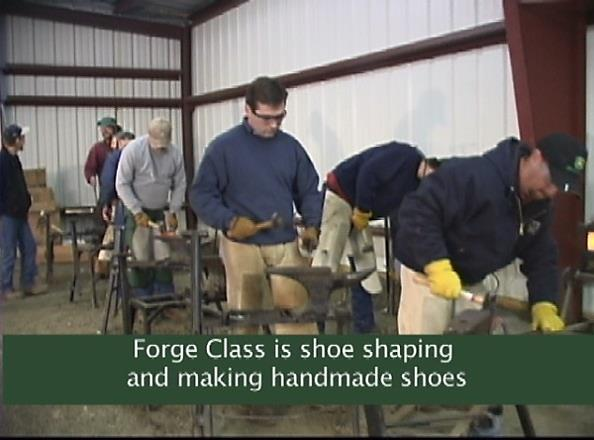 Forge Class is shoe shaping
and making handmade shoes